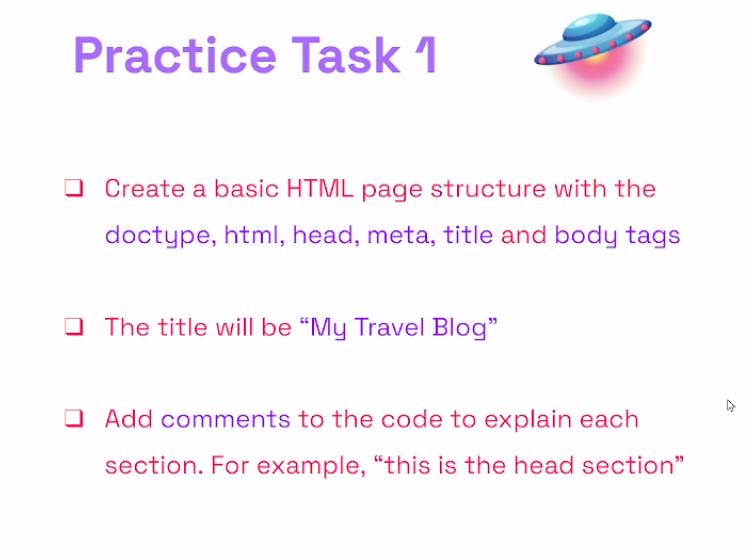 Practice Task 1
❑ Create a basic HTML page structure with the
doctype, html, head, meta, title and body tags
❑ The title will be “My Travel Blog”
❑ Add comments to the code to explain each
section. For example, “this is the head section”